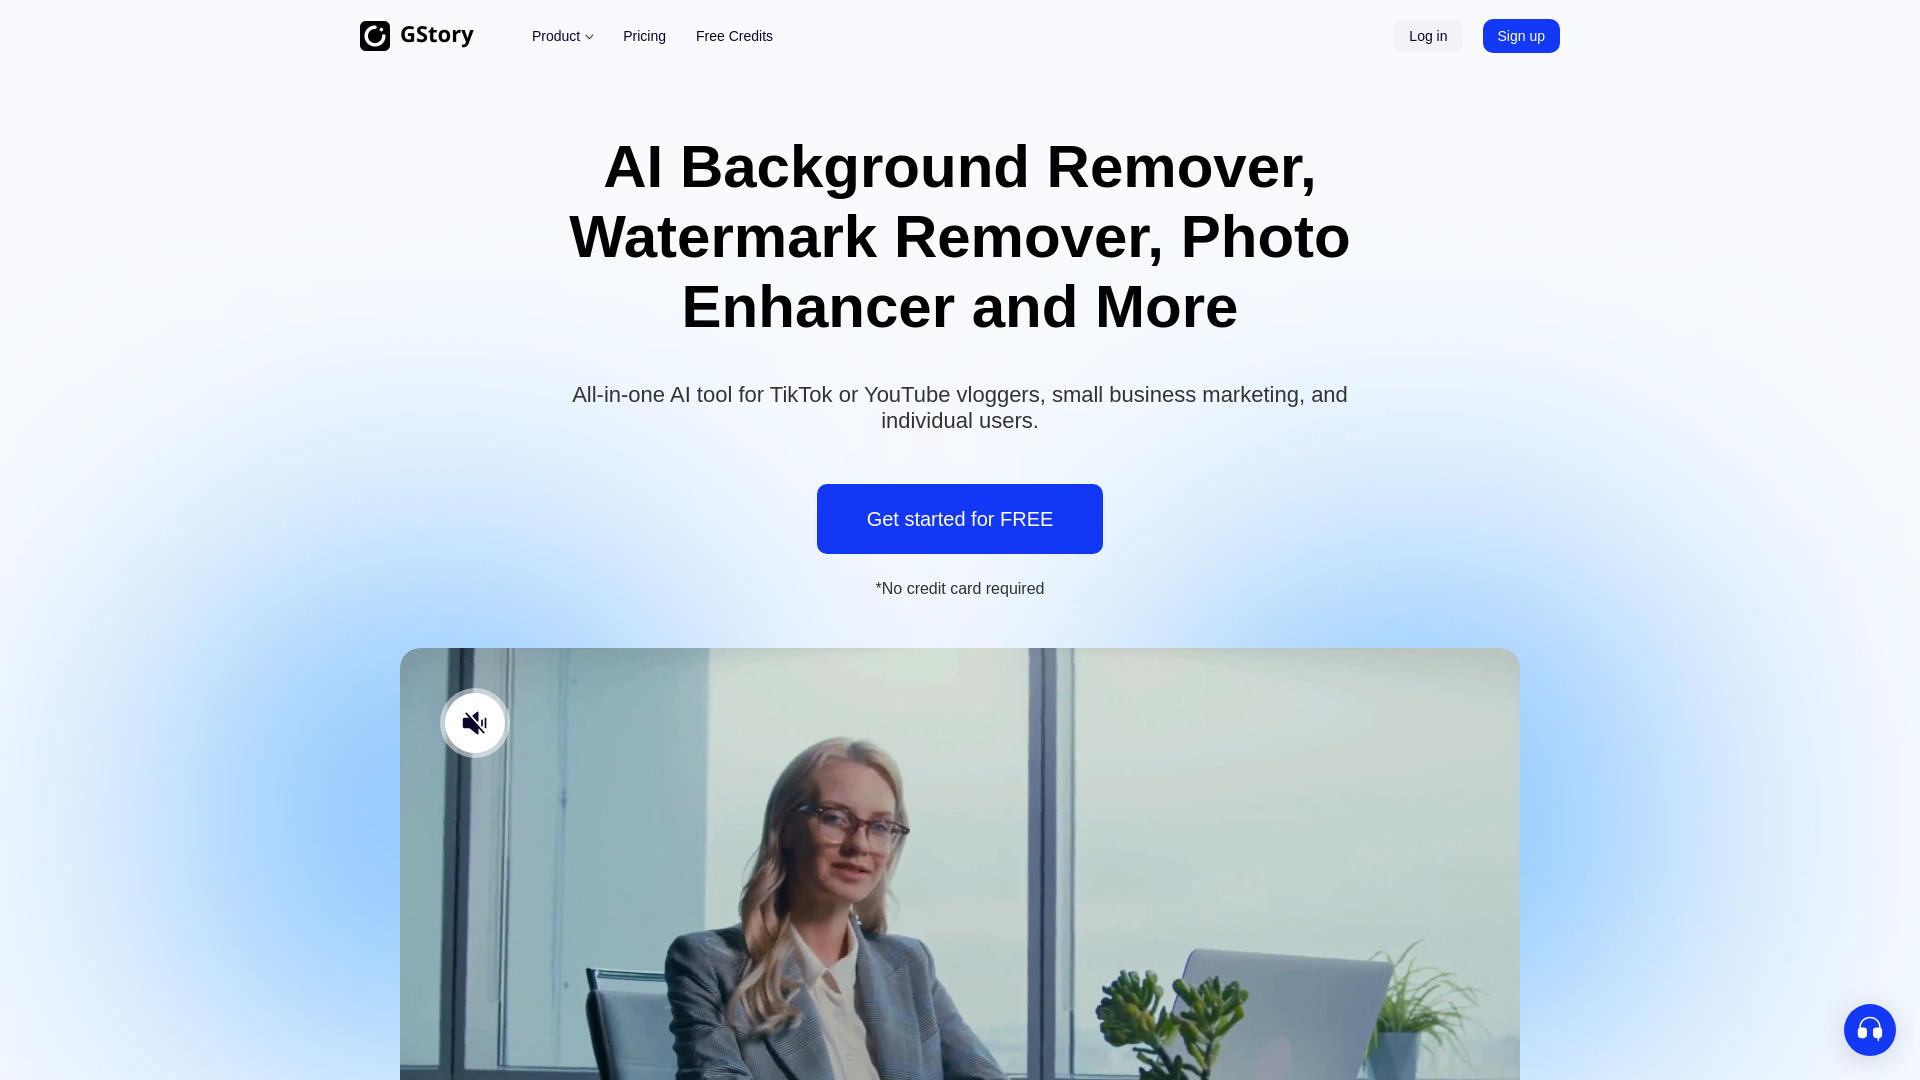 GStory
Product
Pricing
Free Credits
Log in
Sign up
AI Background Remover,
Watermark Remover, Photo
Enhancer and More
All-in-one AI tool for TikTok or YouTube vloggers, small business marketing, and
individual users.
Get started for FREE
*No credit card required